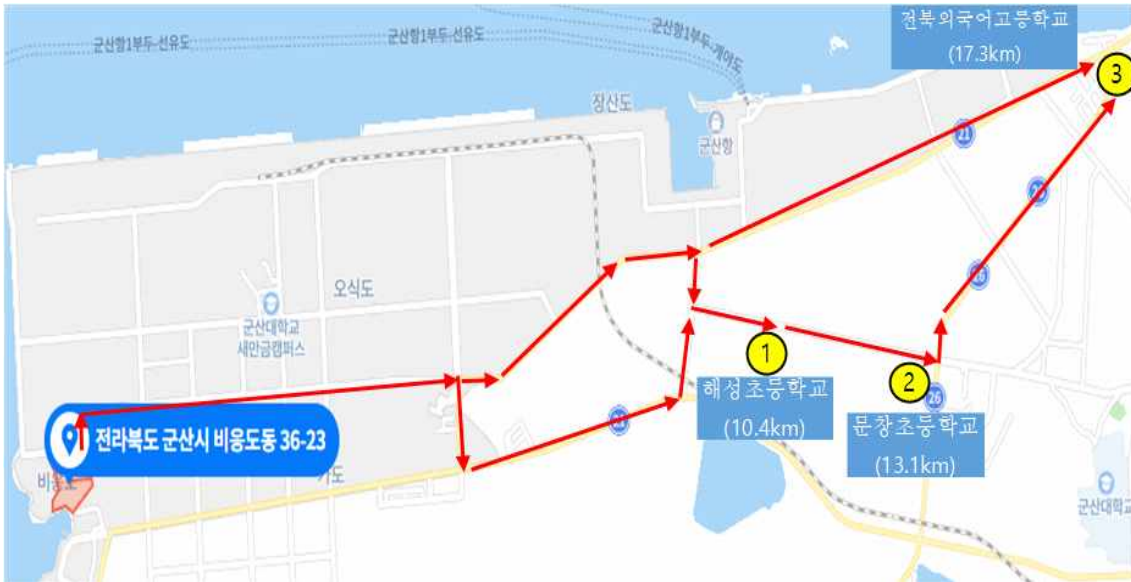 전북외국어고등학교
(17.3km)
3
군산항1부두-선유도
군산항1부두-선유도
군산항1부두-개야도
장산도
군산항
21
오식도
군산대학교
새만금캠퍼스
1
해성초등학교
(10.4km)
2
문창초등학교
(13.1km)
26
전라북도 군산시 비응도동 36-23
비응도
가도
군산대학교